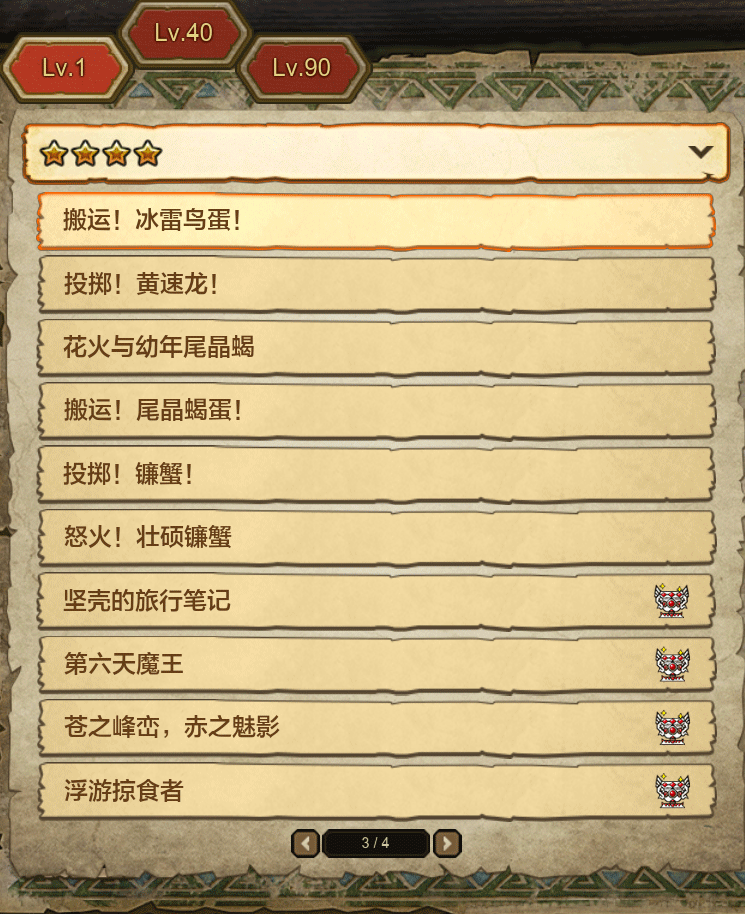 Lv.40
Lv.1
Lv.90
搬运！冰雷鸟蛋！
投掷！黄速龙！
花火与幼年尾晶蝎
搬运！尾晶蝎蛋！
投掷！镰蟹！
怒火！壮硕镰蟹
坚壳的旅行笔记
第六天魔王
苍之峰峦，赤之魅影
浮游掠食者
3 / 4